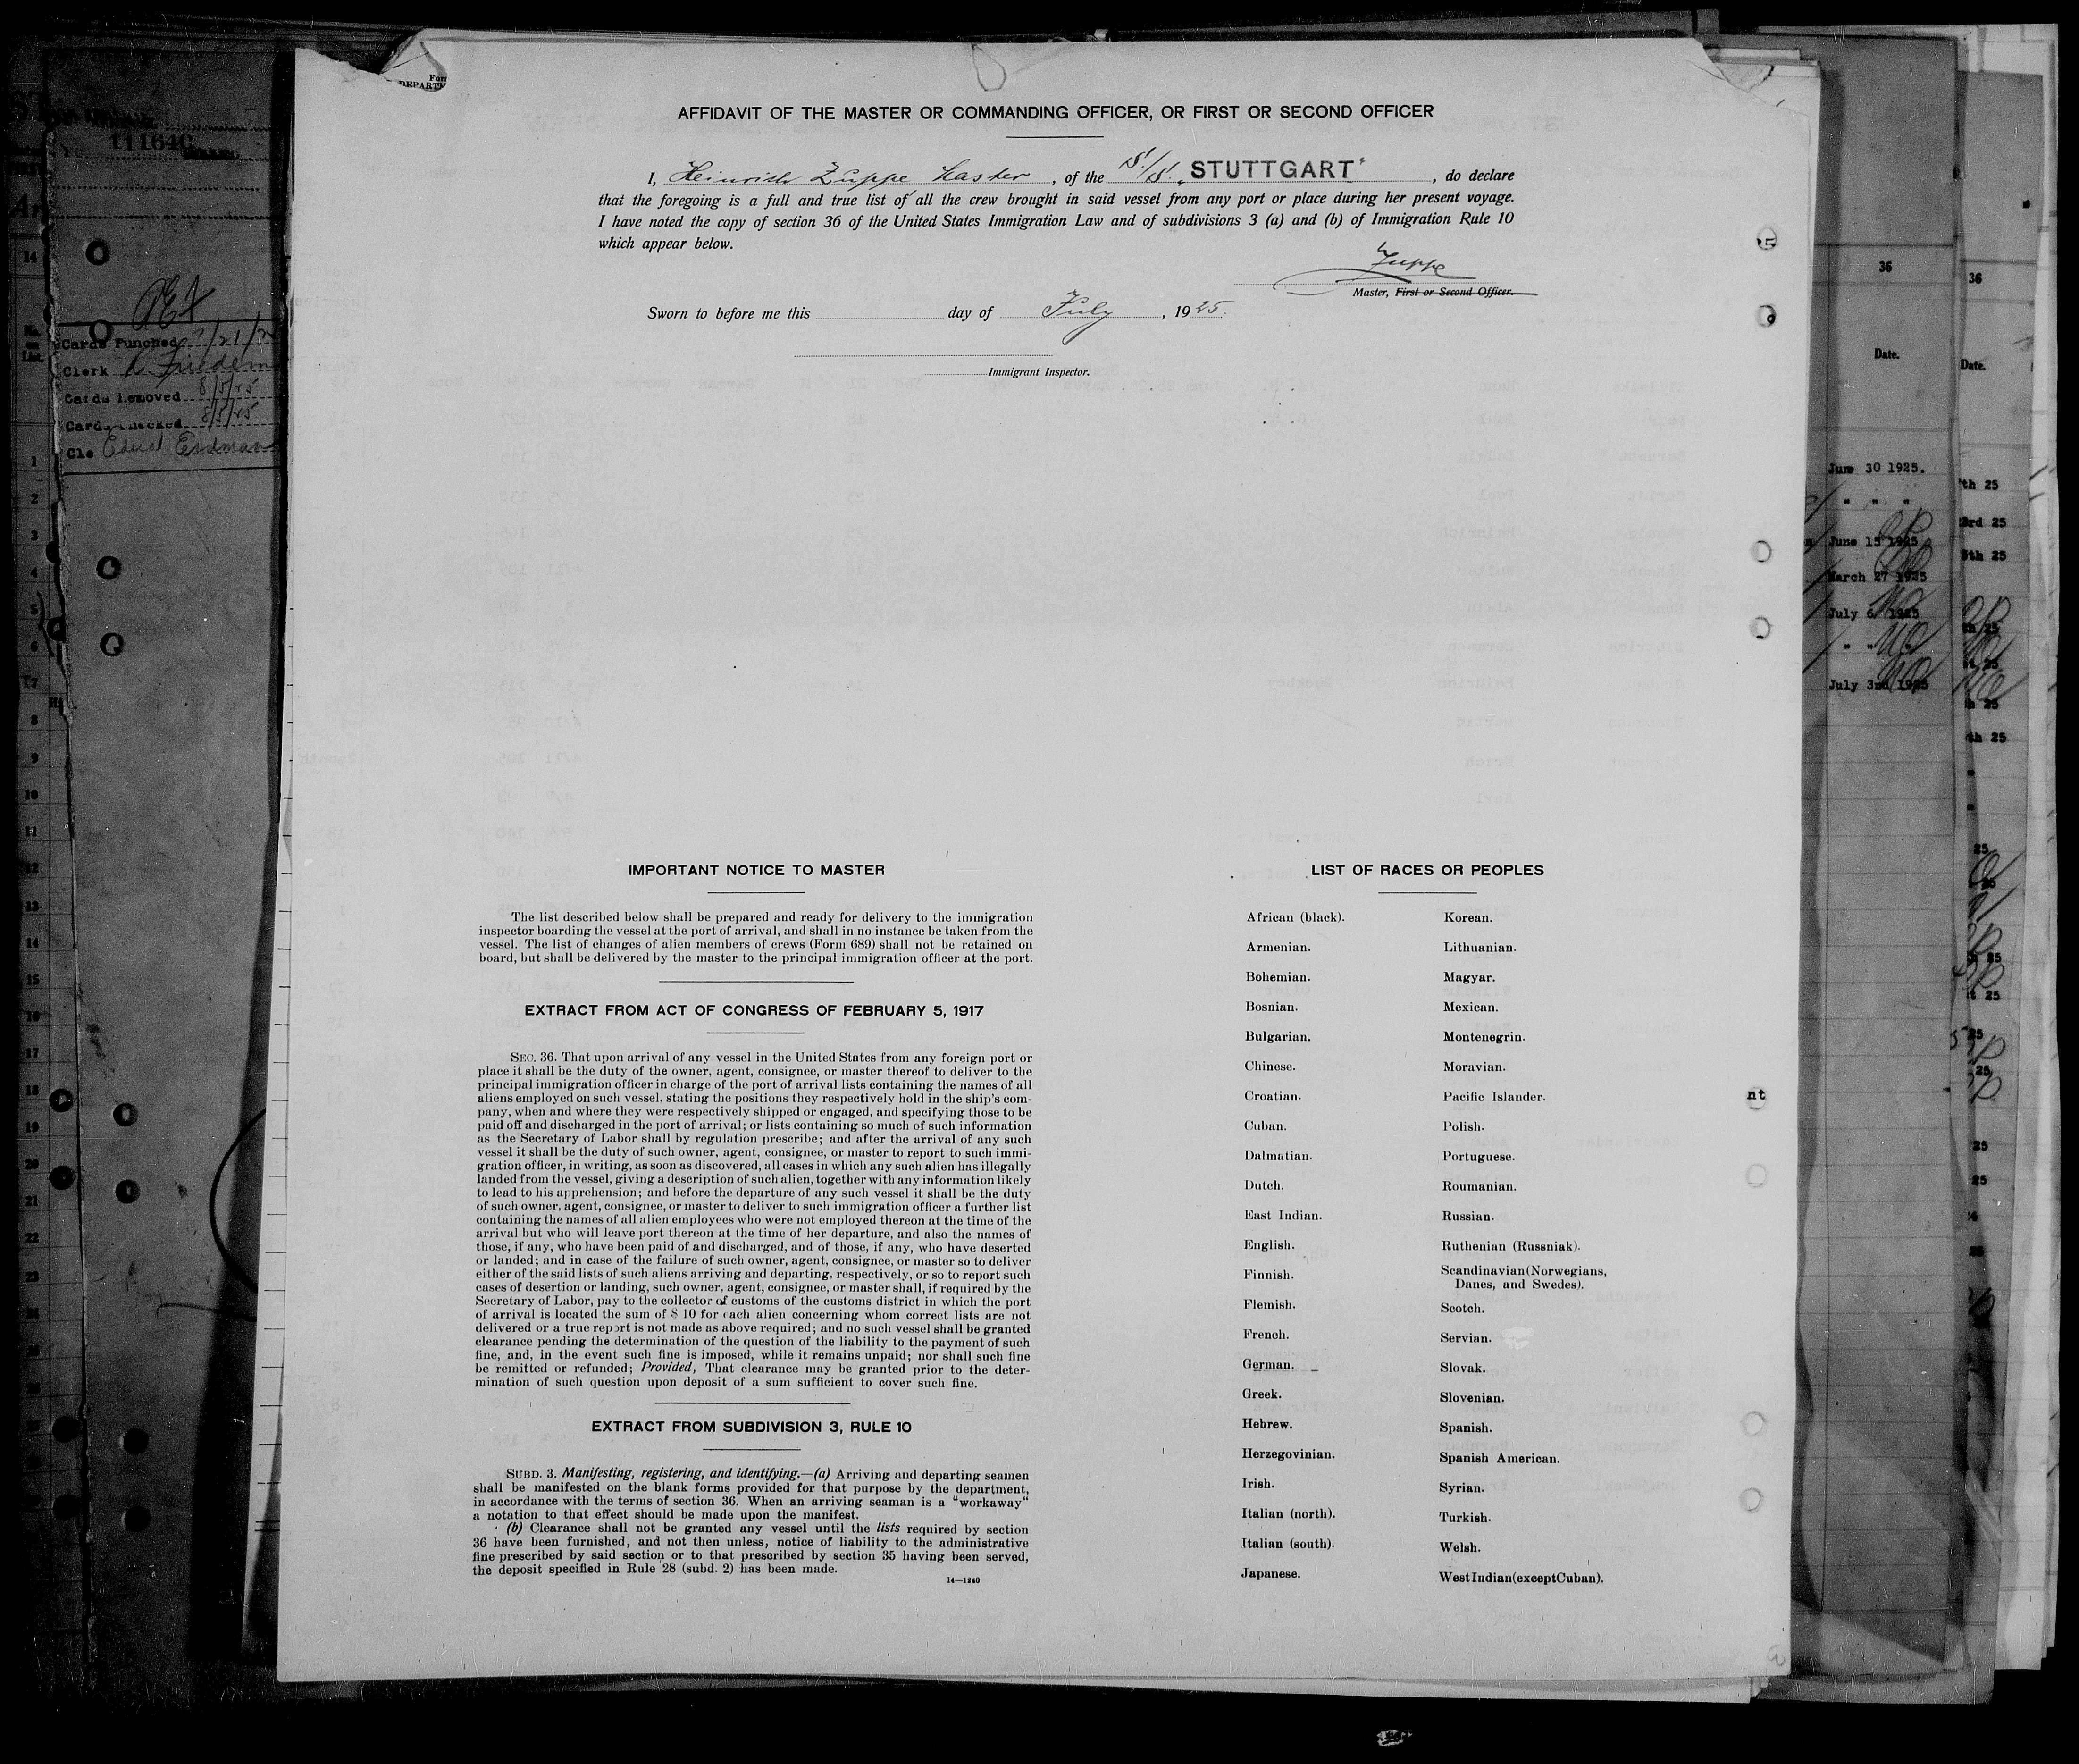 AFFIDAVIT OF THE MASTER OR COMMANDING OFFICER, OR FIRST OR SECOND OFFICER
I, Heinrich Zuppe Master, of the S/S. „STUTTGART“, do declare
that the foregoing is a full and true list of all the crew brought in said vessel from any port or place during her present voyage.
I have noted the copy of section 36 of the United States Immigration Law and of subdivisions 3 (a) and (b) of Immigration Rule 10
which appear below.
Zuppe
Master, First or Second Officer.
Sworn to before me this day of July, 1925.
Immigrant Inspector.
IMPORTANT NOTICE TO MASTER
The list described below shall be prepared and ready for delivery to the immigration
inspector boarding the vessel at the port of arrival, and shall in no instance be taken from the
vessel. The list of changes of alien members of crews (Form 689) shall not be retained on
board, but shall be delivered by the master to the principal immigration officer at the port.
EXTRACT FROM ACT OF CONGRESS OF FEBRUARY 5, 1917
SEC. 36. That upon arrival of any vessel in the United States from any foreign port or
place it shall be the duty of the owner, agent, consignee, or master thereof to deliver to the
principal immigration officer in charge of the port of arrival lists containing the names of all
aliens employed on such vessel, stating the positions they respectively hold in the ship's com-
pany, when and where they were respectively shipped or engaged, and specifying those to be
paid off and discharged in the port of arrival; or lists containing so much of such information
as the Secretary of Labor shall by regulation prescribe; and after the arrival of any such
vessel it shall be the duty of such owner, agent, consignee, or master to report to such immi-
gration officer, in writing, as soon as discovered, all cases in which any such alien has illegally
landed from the vessel, giving a description of such alien, together with any information likely
to lead to his apprehension; and before the departure of any such vessel it shall be the duty
of such owner, agent, consignee, or master to deliver to such immigration officer a further list
containing the names of all alien employees who were not employed thereon at the time of the
arrival but who will leave port thereon at the time of her departure, and also the names of
those, if any, who have been paid of and discharged, and of those, if any, who have deserted
or landed; and in case of the failure of such owner, agent, consignee, or master so to deliver
either of the said lists of such aliens arriving and departing, respectively, or so to report such
cases of desertion or landing, such owner, agent, consignee, or master shall, if required by the
Secretary of Labor, pay to the collector of customs of the customs district in which the port
of arrival is located the sum of $ 10 for each alien concerning whom correct lists are not
delivered or a true report is not made as above required; and no such vessel shall be granted
clearance pending the determination of the question of the liability to the payment of such
fine, and, in the event such fine is imposed, while it remains unpaid; nor shall such fine
be remitted or refunded; Provided, That clearance may be granted prior to the deter-
mination of such question upon deposit of a sum sufficient to cover such fine.
EXTRACT FROM SUBDIVISION 3, RULE 10
SUBD. 3. Manifesting, registering, and identifying.—(a) Arriving and departing seamen
shall be manifested on the blank forms provided for that purpose by the department,
in accordance with the terms of section 36. When an arriving seaman is a “workaway“
a notation to that effect should be made upon the manifest.
(b) Clearance shall not be granted any vessel until the lists required by section
36 have been furnished, and not then unless, notice of liability to the administrative
fine prescribed by said section or to that prescribed by section 35 having been served,
the deposit specified in Rule 28 (subd. 2) has been made.
14—1240
LIST OF RACES OR PEOPLES
African (black).
Armenian.
Bohemian.
Bosnian.
Bulgarian.
Chinese.
Croatian.
Cuban.
Dalmatian.
Dutch.
East Indian.
English.
Finnish.
Flemish.
French.
German.
Greek.
Hebrew.
Herzegovinian.
Irish.
Italian (north).
Italian (south).
Japanese.
Korean.
Lithuanian.
Magyar.
Mexican.
Montenegrin.
Moravian.
Pacific Islander.
Polish.
Portuguese.
Roumanian.
Russian.
Ruthenian (Russniak).
Scandinavian(Norwegians,
Danes, and Swedes).
Scotch.
Servian.
Slovak.
Slovenian.
Spanish.
Spanish American.
Syrian.
Turkish.
Welsh.
West Indian(exceptCuban).
Cards Punched
Clerk
Cards Removed 8/5/25
Cards Checked 8/5/25
36
Date.
June 30 1925.
June 15 1925
March 27 1925
July 6 1925
July 3rd 1925
36
Date.
nt